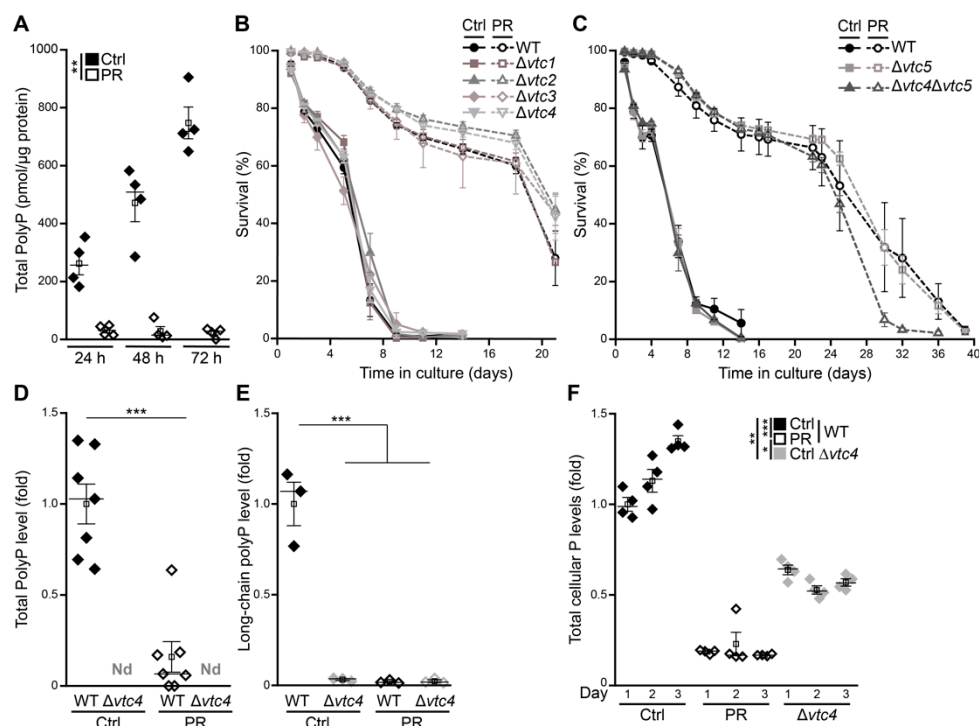 A
1000
800
600
400
200
0
Total PolyP (pmol/µg protein)
** Ctrl
PR
24 h 48 h 72 h
B
Ctrl PR
WT
Δvtc1
Δvtc2
Δvtc3
Δvtc4
100
80
60
40
20
0
Survival (%)
0 3 6 9 12 15 18 21
Time in culture (days)
C
Ctrl PR
WT
Δvtc5
Δvtc4Δvtc5
100
80
60
40
20
0
Survival (%)
0 4 8 12 16 20 24 28 32 36 40
Time in culture (days)
D
***
1.5
1.0
0.5
0
Total PolyP level (fold)
Nd Nd
WT Δvtc4 WT Δvtc4
Ctrl PR
E
***
1.5
1.0
0.5
0
Long-chain polyP level (fold)
WT Δvtc4 WT Δvtc4
Ctrl PR
F
** *** * Ctrl
PR
WT
Ctrl Δvtc4
1.5
1.0
0.5
0
Total cellular P levels (fold)
Day 1 2 3 1 2 3 1 2 3
Ctrl PR Δvtc4